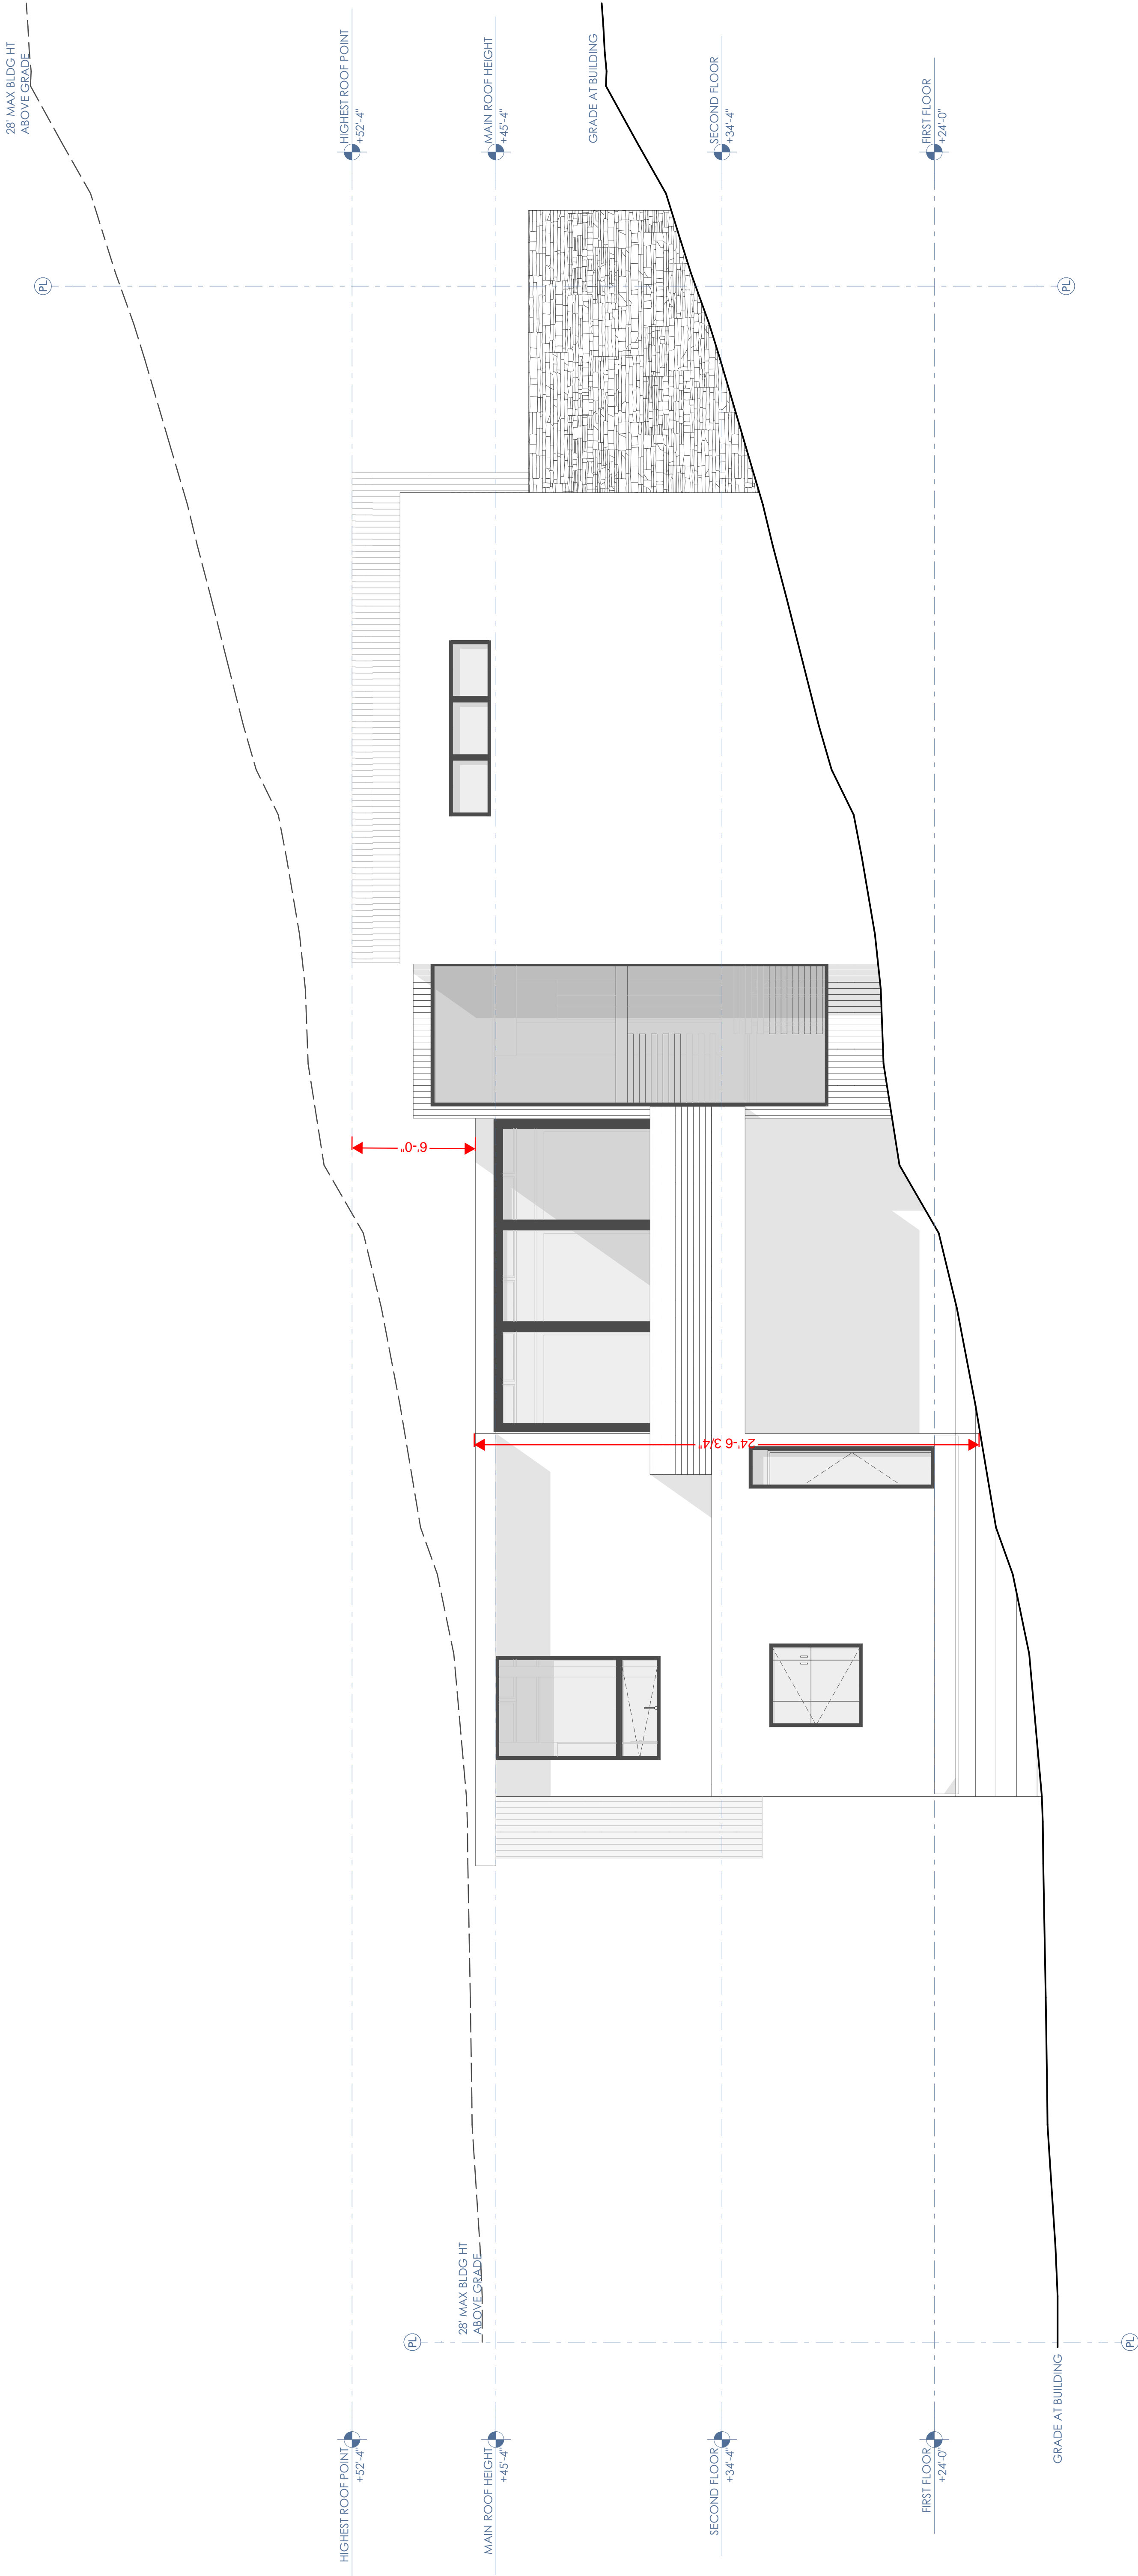 28' MAX BLDG HT
ABOVE GRADE
HIGHEST ROOF POINT
+52'-4"
MAIN ROOF HEIGHT
+45'-4"
GRADE AT BUILDING
SECOND FLOOR
+34'-4"
FIRST FLOOR
+24'-0"
PL
PL
6'-0"
24'-6 3/4"
28' MAX BLDG HT
ABOVE GRADE
PL
PL
HIGHEST ROOF POINT
+52'-4"
MAIN ROOF HEIGHT
+45'-4"
SECOND FLOOR
+34'-4"
FIRST FLOOR
+24'-0"
GRADE AT BUILDING